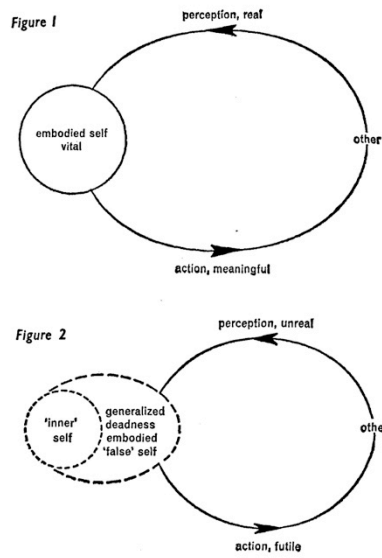 Figure 1
perception, real
embodied self
vital
other
action, meaningful
Figure 2
perception, unreal
'inner'
self
generalized
deadness
embodied
'false' self
othe
action, futile